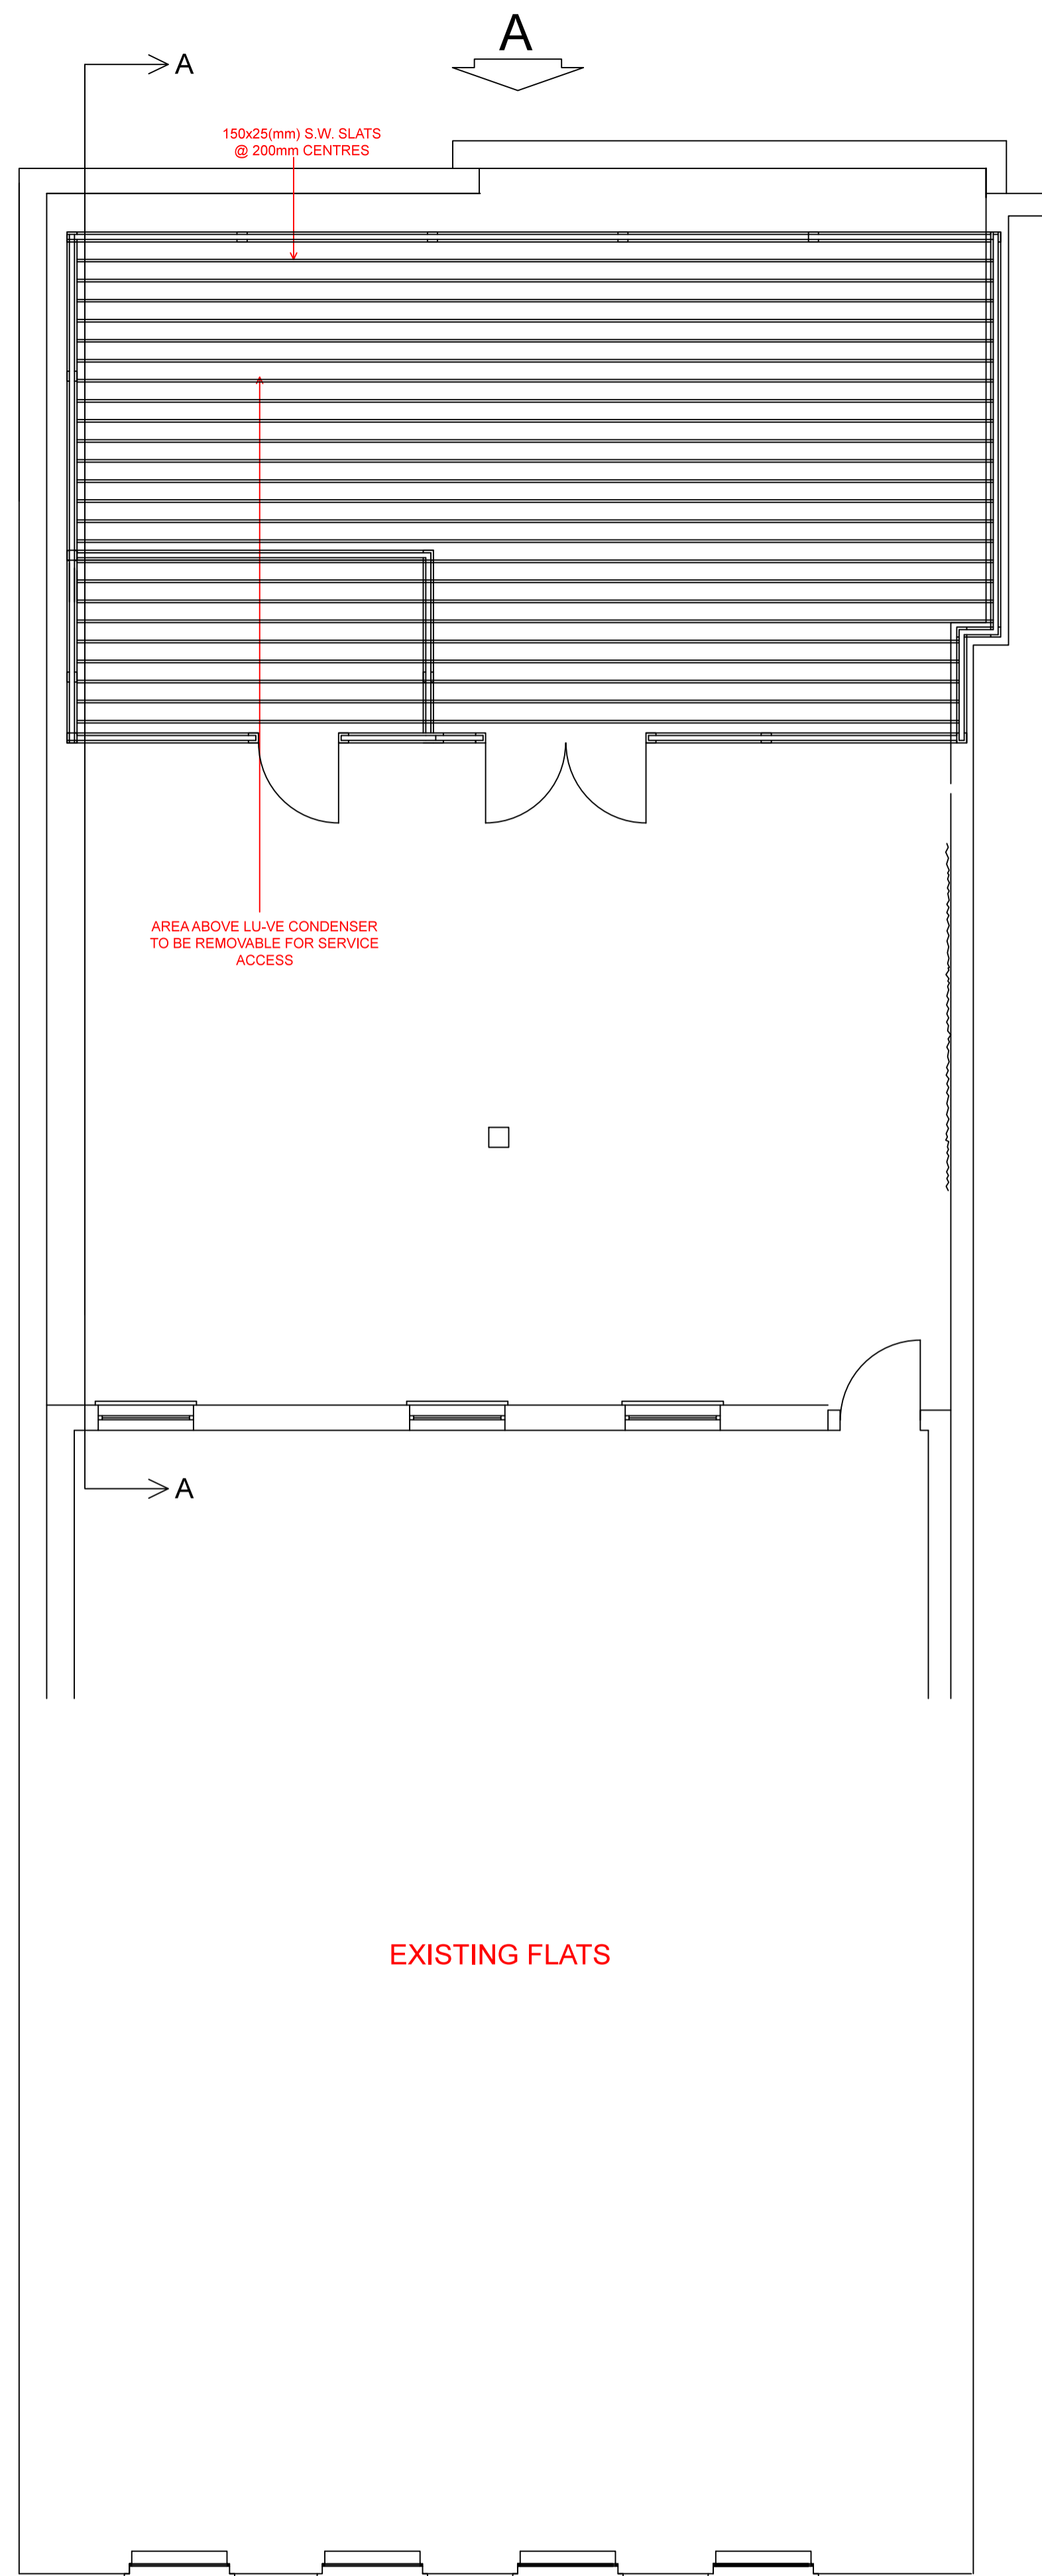 A
A
150x25(mm) S.W. SLATS
@ 200mm CENTRES
AREA ABOVE LU-VE CONDENSER
TO BE REMOVABLE FOR SERVICE
ACCESS
A
EXISTING FLATS